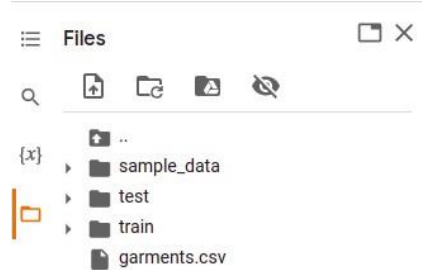 Files
..
{x}
sample_data
test
train
garments.csv